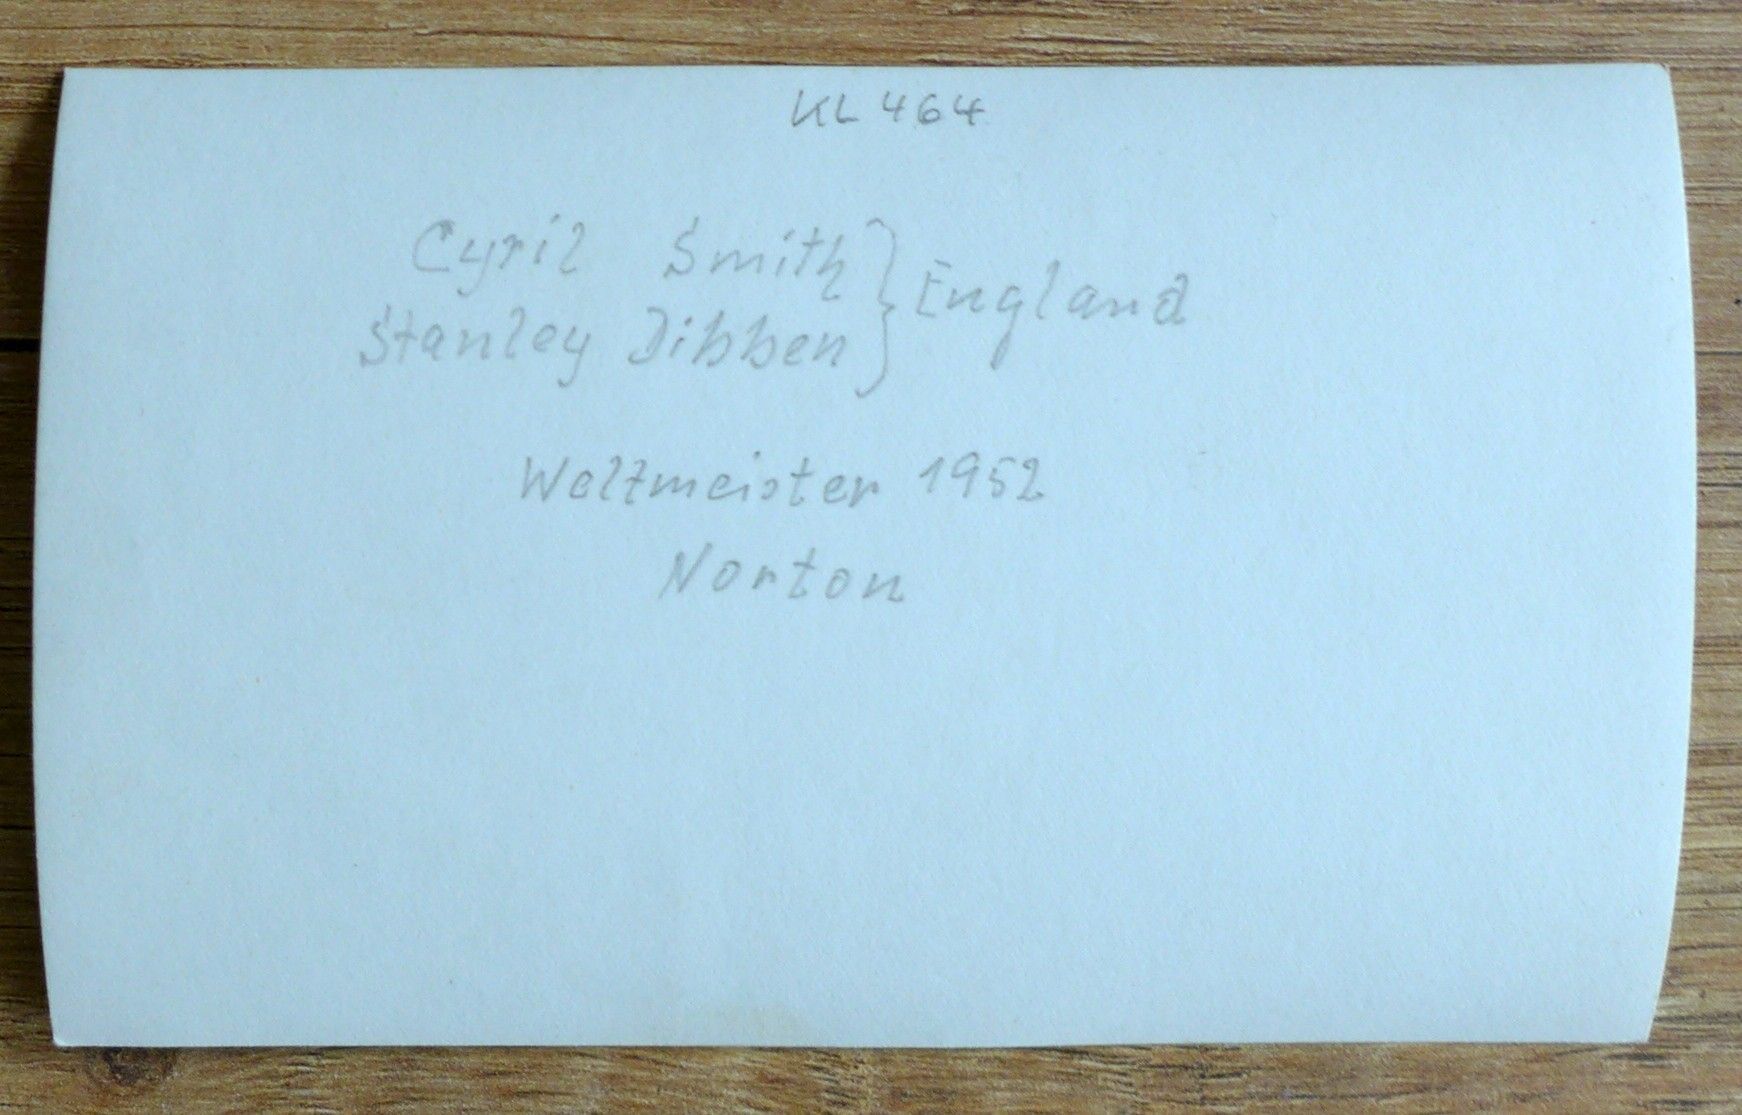 KL 464
Cyril Smith } England
Stanley Dibben
Weltmeister 1952
Norton